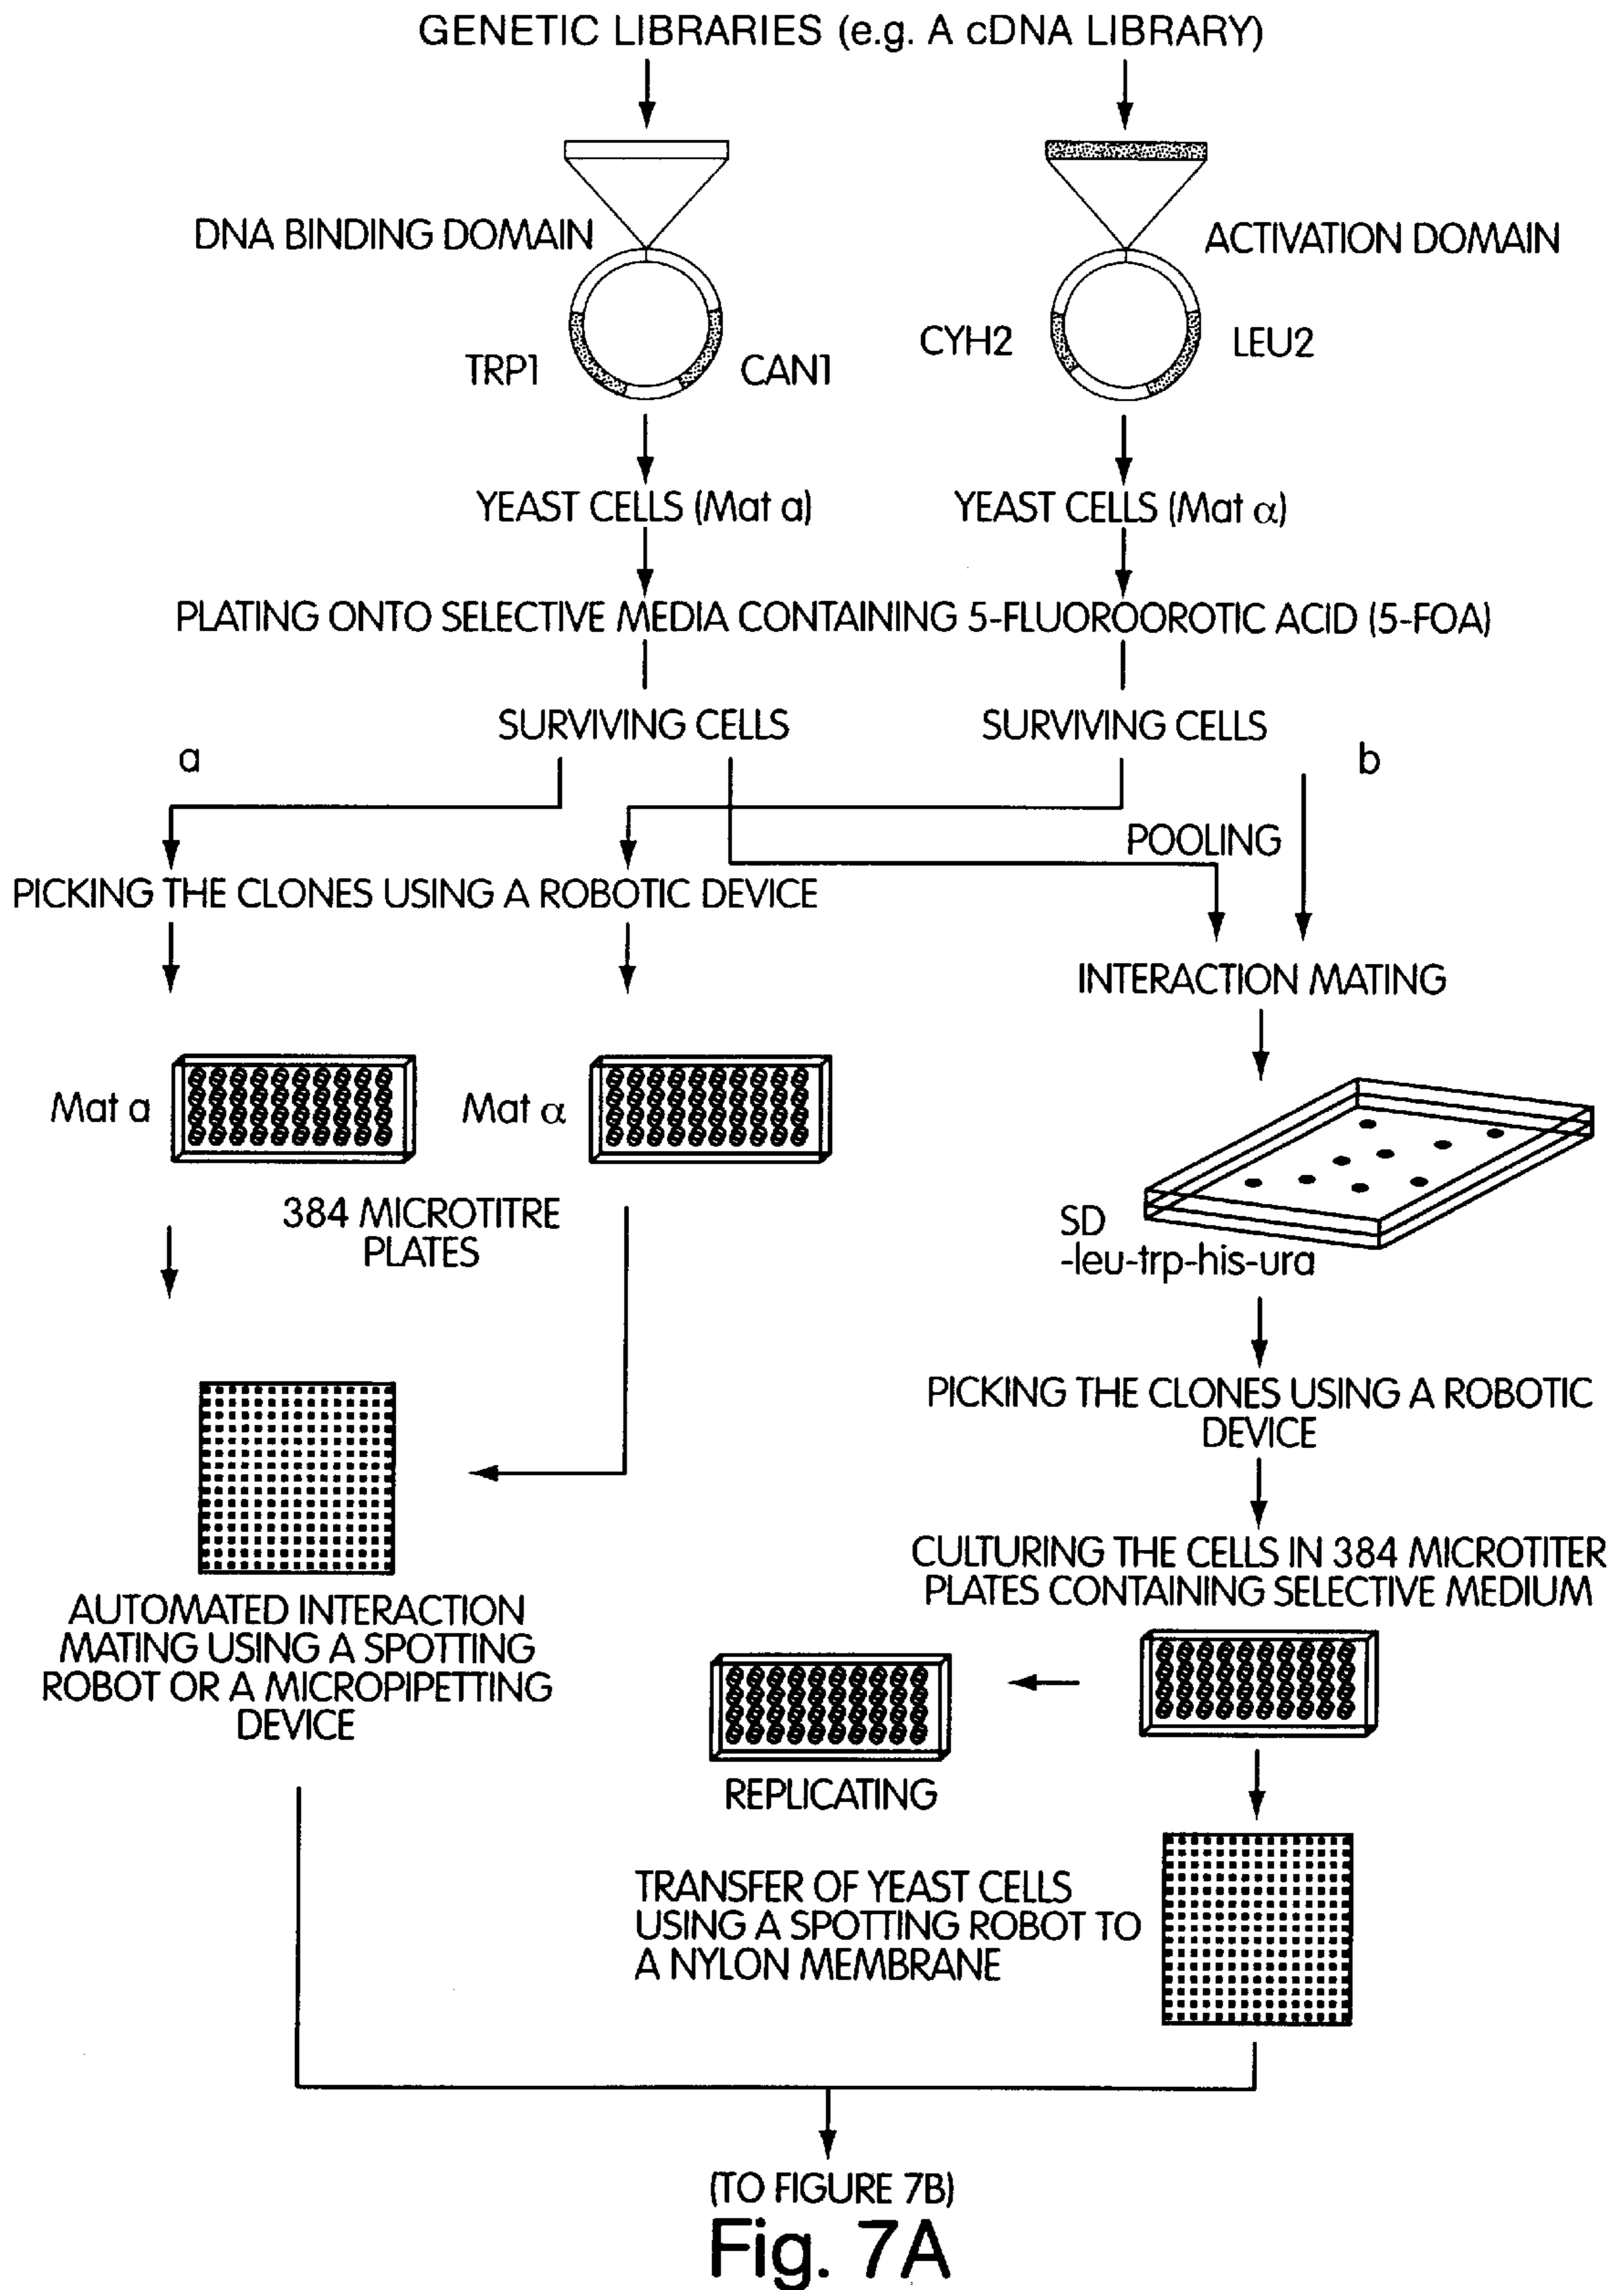 GENETIC LIBRARIES (e.g. A cDNA LIBRARY)
DNA BINDING DOMAIN
ACTIVATION DOMAIN
TRP1
CAN1
CYH2
LEU2
YEAST CELLS (Mat a)
YEAST CELLS (Mat α)
PLATING ONTO SELECTIVE MEDIA CONTAINING 5-FLUOROOROTIC ACID (5-FOA)
SURVIVING CELLS
SURVIVING CELLS
a
b
POOLING
PICKING THE CLONES USING A ROBOTIC DEVICE
INTERACTION MATING
Mat a
Mat α
384 MICROTITRE
PLATES
SD
-leu-trp-his-ura
PICKING THE CLONES USING A ROBOTIC
DEVICE
CULTURING THE CELLS IN 384 MICROTITER
PLATES CONTAINING SELECTIVE MEDIUM
AUTOMATED INTERACTION
MATING USING A SPOTTING
ROBOT OR A MICROPIPETTING
DEVICE
REPLICATING
TRANSFER OF YEAST CELLS
USING A SPOTTING ROBOT TO
A NYLON MEMBRANE
(TO FIGURE 7B)
Fig. 7A